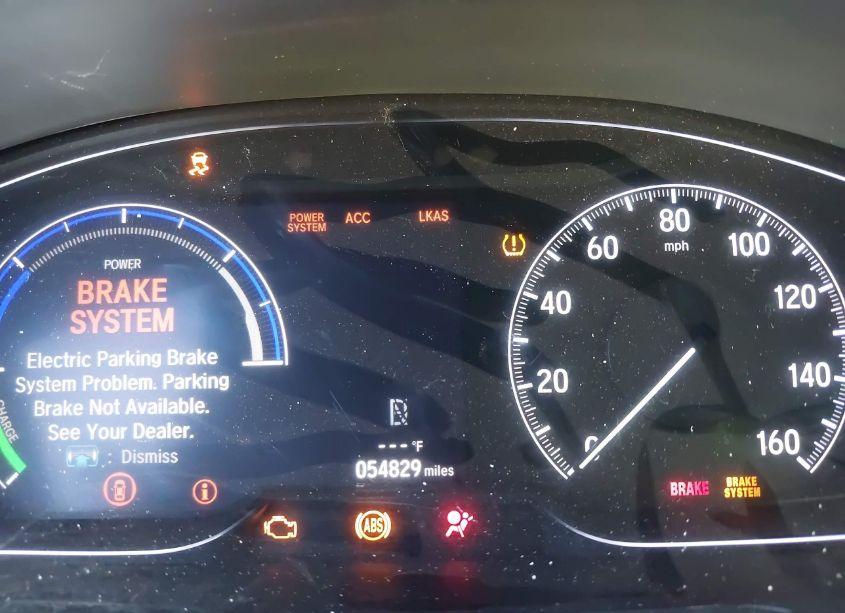 POWER
BRAKE
SYSTEM
Electric Parking Brake
System Problem. Parking
Brake Not Available.
See Your Dealer.
: Dismiss
CHARGE
POWER
SYSTEM
ACC
LKAS
---°F
054829 miles
ABS
0
20
40
60
80
mph
100
120
140
160
BRAKE
BRAKE
SYSTEM